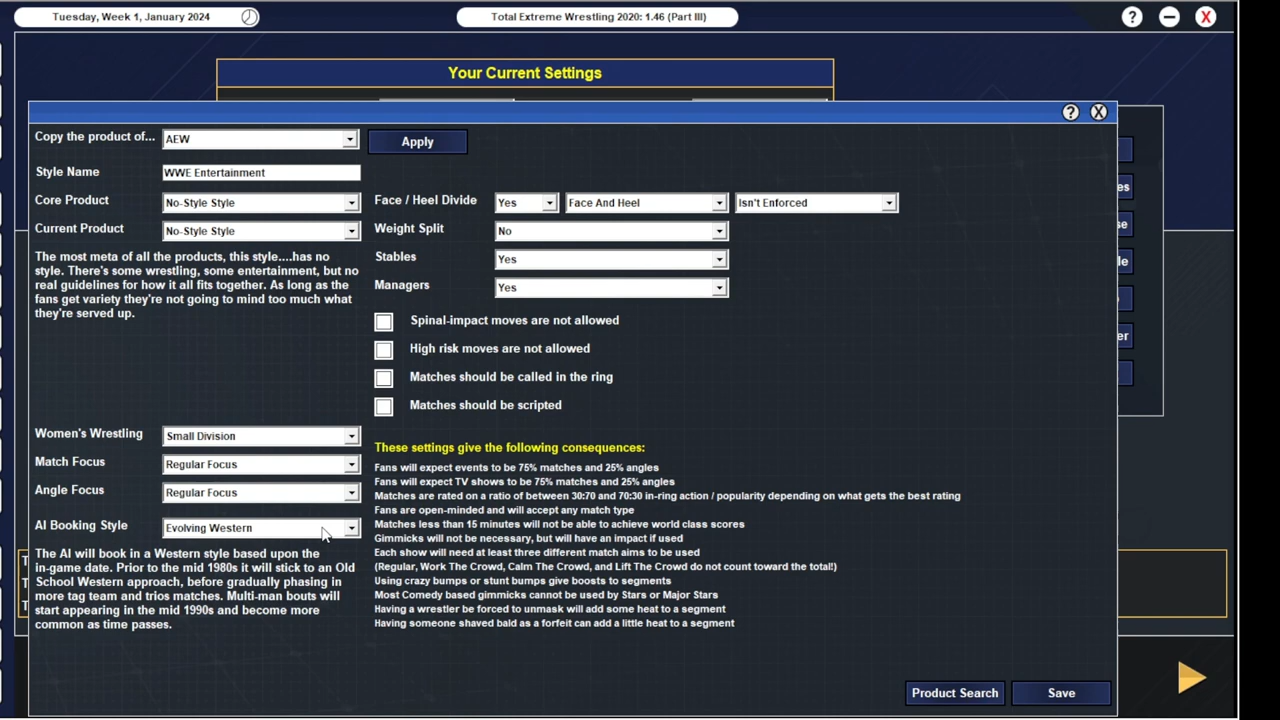 Tuesday, Week 1, January 2024
Total Extreme Wrestling 2020: 1.46 (Part III)
? X
Your Current Settings
? X
Copy the product of... AEW Apply
Style Name WWE Entertainment
Core Product No-Style Style
Current Product No-Style Style
The most meta of all the products, this style....has no
style. There's some wrestling, some entertainment, but no
real guidelines for how it all fits together. As long as the
fans get variety they're not going to mind too much what
they're served up.
Women's Wrestling Small Division
Match Focus Regular Focus
Angle Focus Regular Focus
AI Booking Style Evolving Western
The AI will book in a Western style based upon the
in-game date. Prior to the mid 1980s it will stick to an Old
School Western approach, before gradually phasing in
more tag team and trios matches. Multi-man bouts will
start appearing in the mid 1990s and become more
common as time passes.
Face / Heel Divide Yes Face And Heel Isn't Enforced
Weight Split No
Stables Yes
Managers Yes
Spinal-impact moves are not allowed
High risk moves are not allowed
Matches should be called in the ring
Matches should be scripted
These settings give the following consequences:
Fans will expect events to be 75% matches and 25% angles
Fans will expect TV shows to be 75% matches and 25% angles
Matches are rated on a ratio of between 30:70 and 70:30 in-ring action / popularity depending on what gets the best rating
Fans are open-minded and will accept any match type
Matches less than 15 minutes will not be able to achieve world class scores
Gimmicks will not be necessary, but will have an impact if used
Each show will need at least three different match aims to be used
(Regular, Work The Crowd, Calm The Crowd, and Lift The Crowd do not count toward the total!)
Using crazy bumps or stunt bumps give boosts to segments
Most Comedy based gimmicks cannot be used by Stars or Major Stars
Having a wrestler be forced to unmask will add some heat to a segment
Having someone shaved bald as a forfeit can add a little heat to a segment
Product Search Save